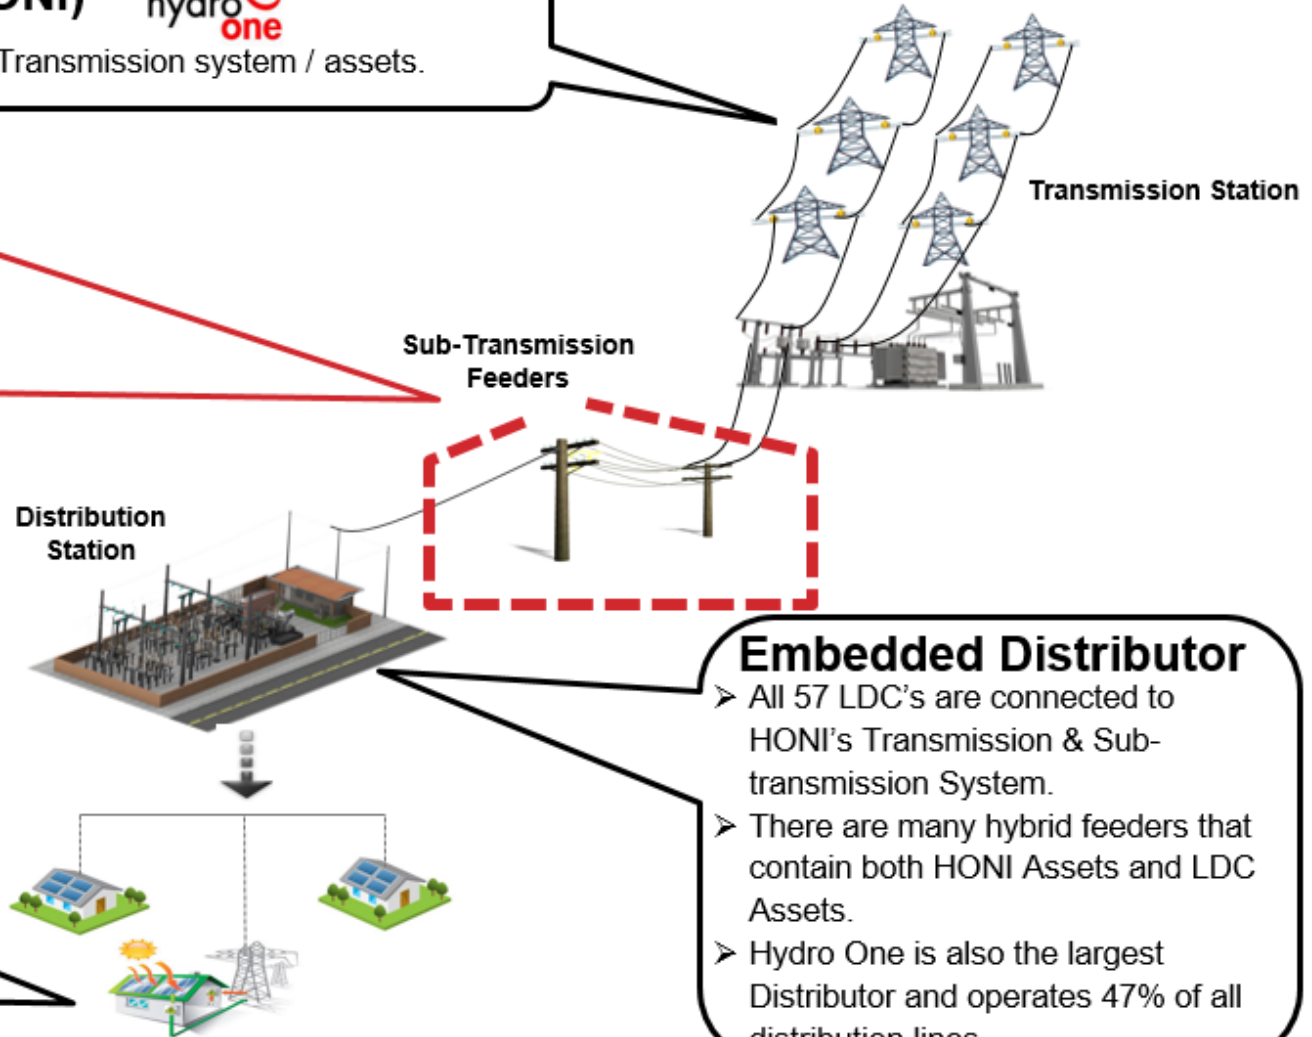 hydro
one
Transmission system / assets.
Transmission Station
Sub-Transmission
Feeders
Distribution
Station
Embedded Distributor
➢ All 57 LDC's are connected to
HONI's Transmission & Sub-
transmission System.
➢ There are many hybrid feeders that
contain both HONI Assets and LDC
Assets.
➢ Hydro One is also the largest
Distributor and operates 47% of all
distribution lines